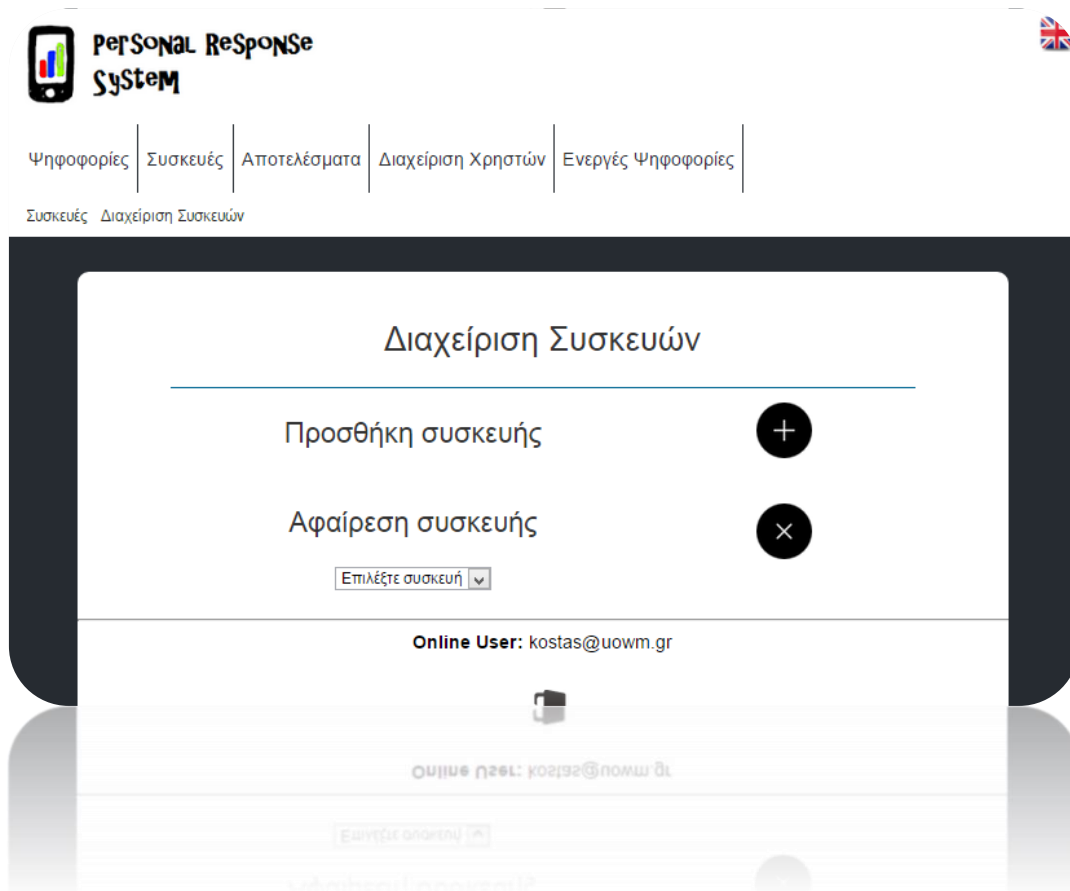 Personal Response
System
Ψηφοφορίες Συσκευές Αποτελέσματα Διαχείριση Χρηστών Ενεργές Ψηφοφορίες
Συσκευές Διαχείριση Συσκευών
Διαχείριση Συσκευών
Προσθήκη συσκευής
Αφαίρεση συσκευής
Επιλέξτε συσκευή
Online User: kostas@uowm.gr